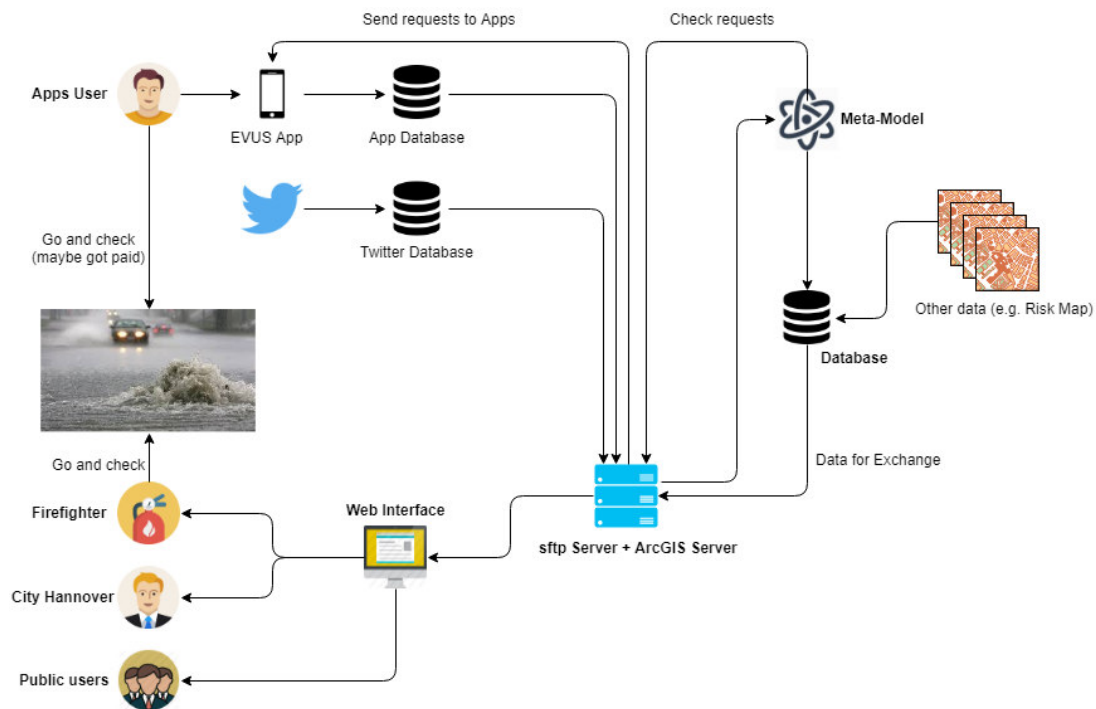 Send requests to Apps
Check requests
Apps User
EVUS App
App Database
Meta-Model
Twitter Database
Go and check
(maybe got paid)
Other data (e.g. Risk Map)
Database
Go and check
Data for Exchange
Firefighter
Web Interface
sftp Server + ArcGIS Server
City Hannover
Public users